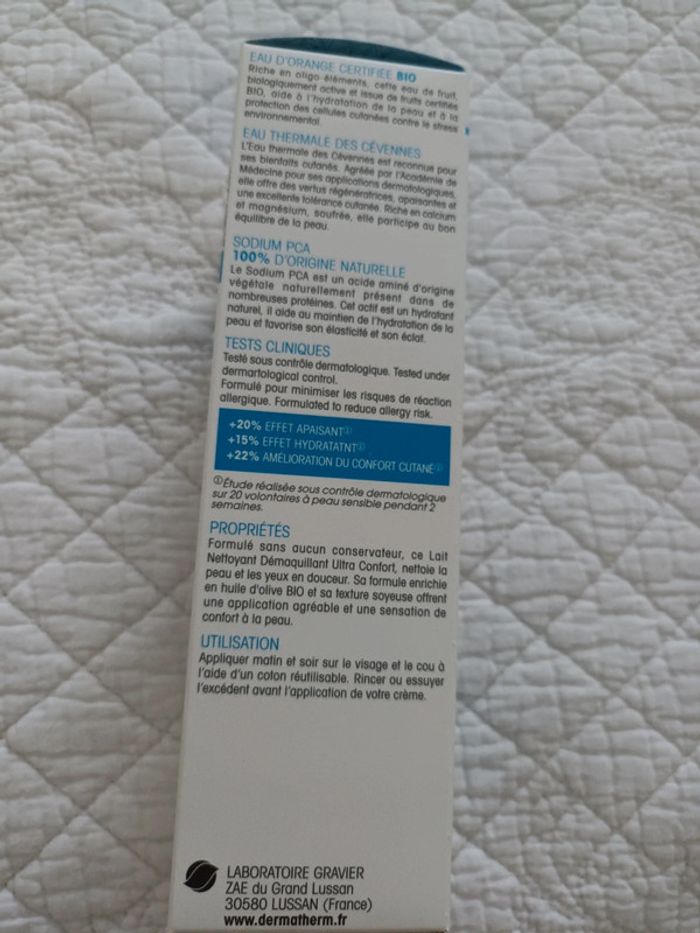 EAU D'ORANGE CERTIFIÉE BIO
Riche en oligo éléments, cette eau de fruit,
biologiquement active et issue de fruits certifiés
BIO, aide à l'hydratation de la peau et à la
protection des cellules cutanées contre le stress
environnemental.
EAU THERMALE DES CÉVENNES
L'Eau thermale des Cévennes est reconnue pour
ses bienfaits cutanés. Agréée par l'Académie de
Médecine pour ses applications dermatologiques,
elle offre des vertus régénératrices, apaisantes et
une excellente tolérance cutanée. Riche en calcium
et magnésium, soufrée, elle participe au bon
équilibre de la peau.
SODIUM PCA
100% D'ORIGINE NATURELLE
Le Sodium PCA est un acide aminé d'origine
végétale naturellement présent dans de
nombreuses protéines. Cet actif est un hydratant
naturel, il aide au maintien de l'hydratation de la
peau et favorise son élasticité et son éclat.
TESTS CLINIQUES
Testé sous contrôle dermatologique. Tested under
dermartological control.
Formulé pour minimiser les risques de réaction
allergique. Formulated to reduce allergy risk.
+20% EFFET APAISANT①
+15% EFFET HYDRATATNT①
+22% AMÉLIORATION DU CONFORT CUTANÉ①
①Étude réalisée sous contrôle dermatologique
sur 20 volontaires à peau sensible pendant 2
semaines.
PROPRIÉTÉS
Formulé sans aucun conservateur, ce Lait
Nettoyant Démaquillant Ultra Confort, nettoie la
peau et les yeux en douceur. Sa formule enrichie
en huile d'olive BIO et sa texture soyeuse offrent
une application agréable et une sensation de
confort à la peau.
UTILISATION
Appliquer matin et soir sur le visage et le cou à
l'aide d'un coton réutilisable. Rincer ou essuyer
l'excédent avant l'application de votre crème.
LABORATOIRE GRAVIER
ZAE du Grand Lussan
30580 LUSSAN (France)
www.dermatherm.fr